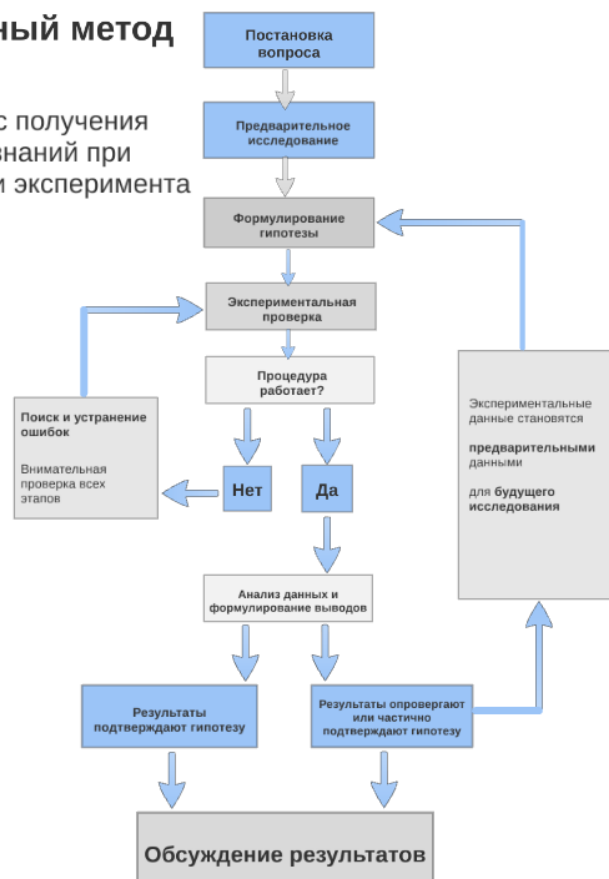 ный метод
с получения
знаний при
и эксперимента
Постановка
вопроса
Предварительное
исследование
Формулирование
гипотезы
Экспериментальная
проверка
Процедура
работает?
Поиск и устранение
ошибок
Внимательная
проверка всех
этапов
Нет
Да
Экспериментальные
данные становятся
предварительными
данными
для будущего
исследования
Анализ данных и
формулирование выводов
Результаты
подтверждают гипотезу
Результаты опровергают
или частично
подтверждают гипотезу
Обсуждение результатов